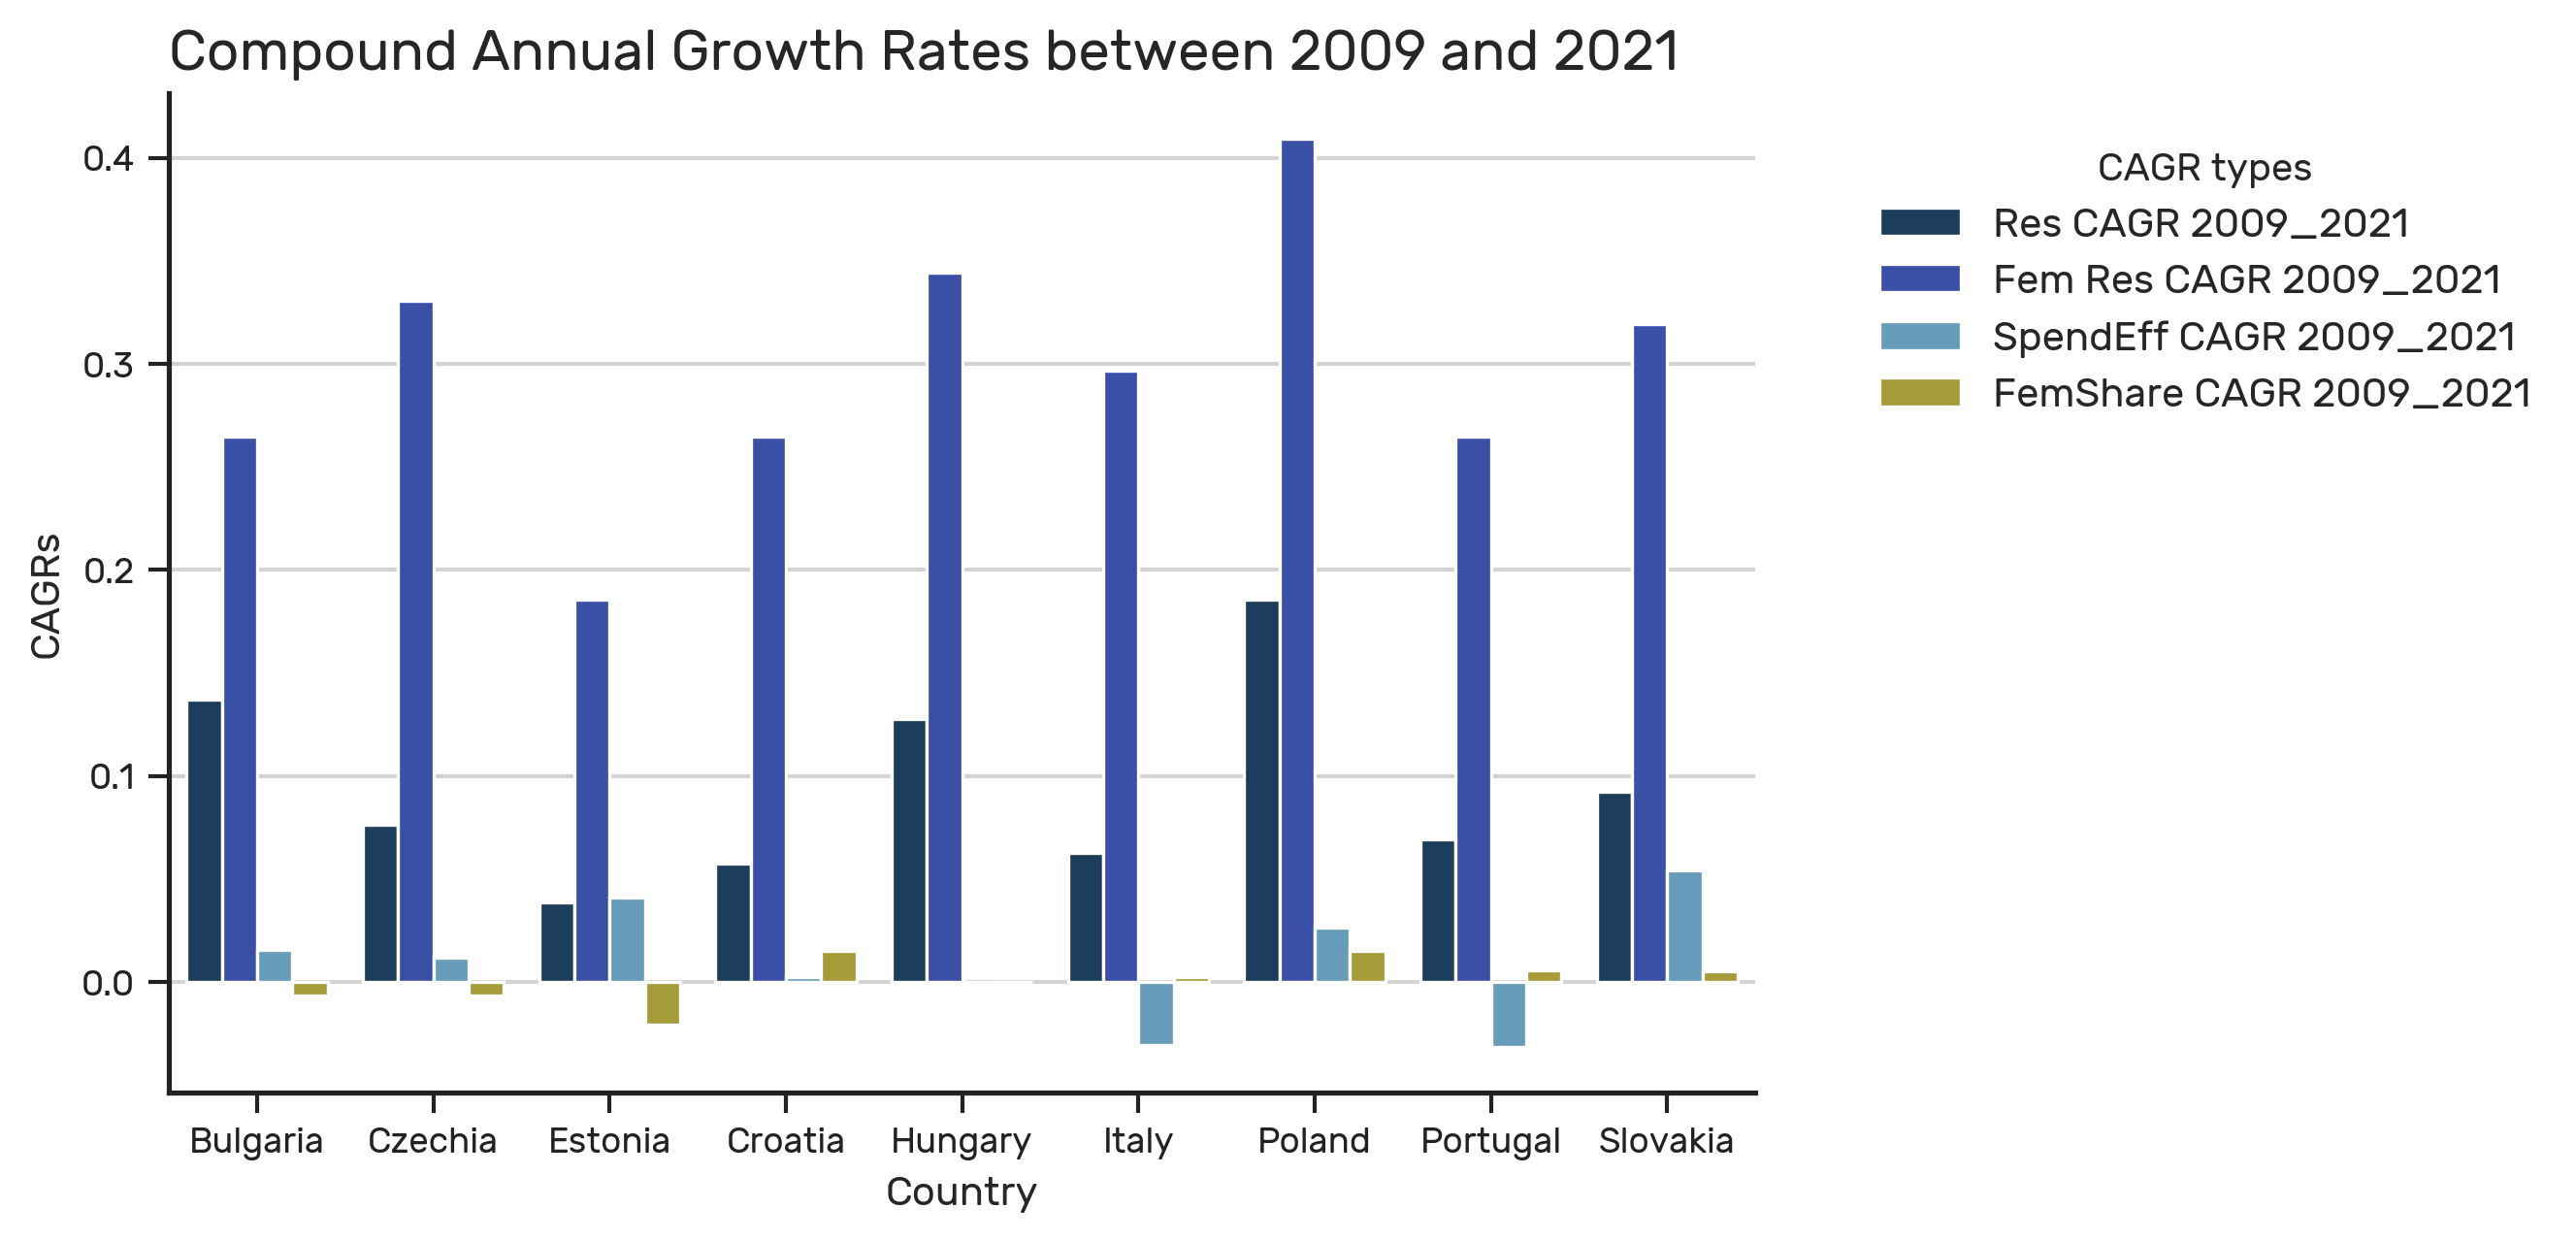 Compound Annual Growth Rates between 2009 and 2021
CAGRs
0.4
0.3
0.2
0.1
0.0
Bulgaria Czechia Estonia Croatia Hungary Italy Poland Portugal Slovakia
Country
CAGR types
Res CAGR 2009_2021
Fem Res CAGR 2009_2021
SpendEff CAGR 2009_2021
FemShare CAGR 2009_2021